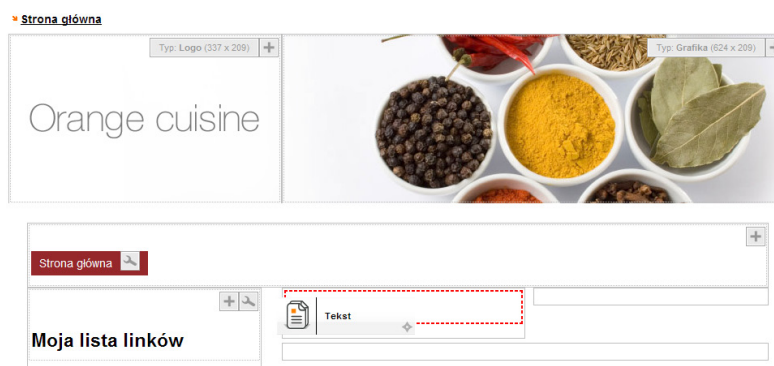 Strona główna
Typ: Logo (337 x 209)
Typ: Grafika (624 x 209)
Orange cuisine
Strona główna
Tekst
Moja lista linków